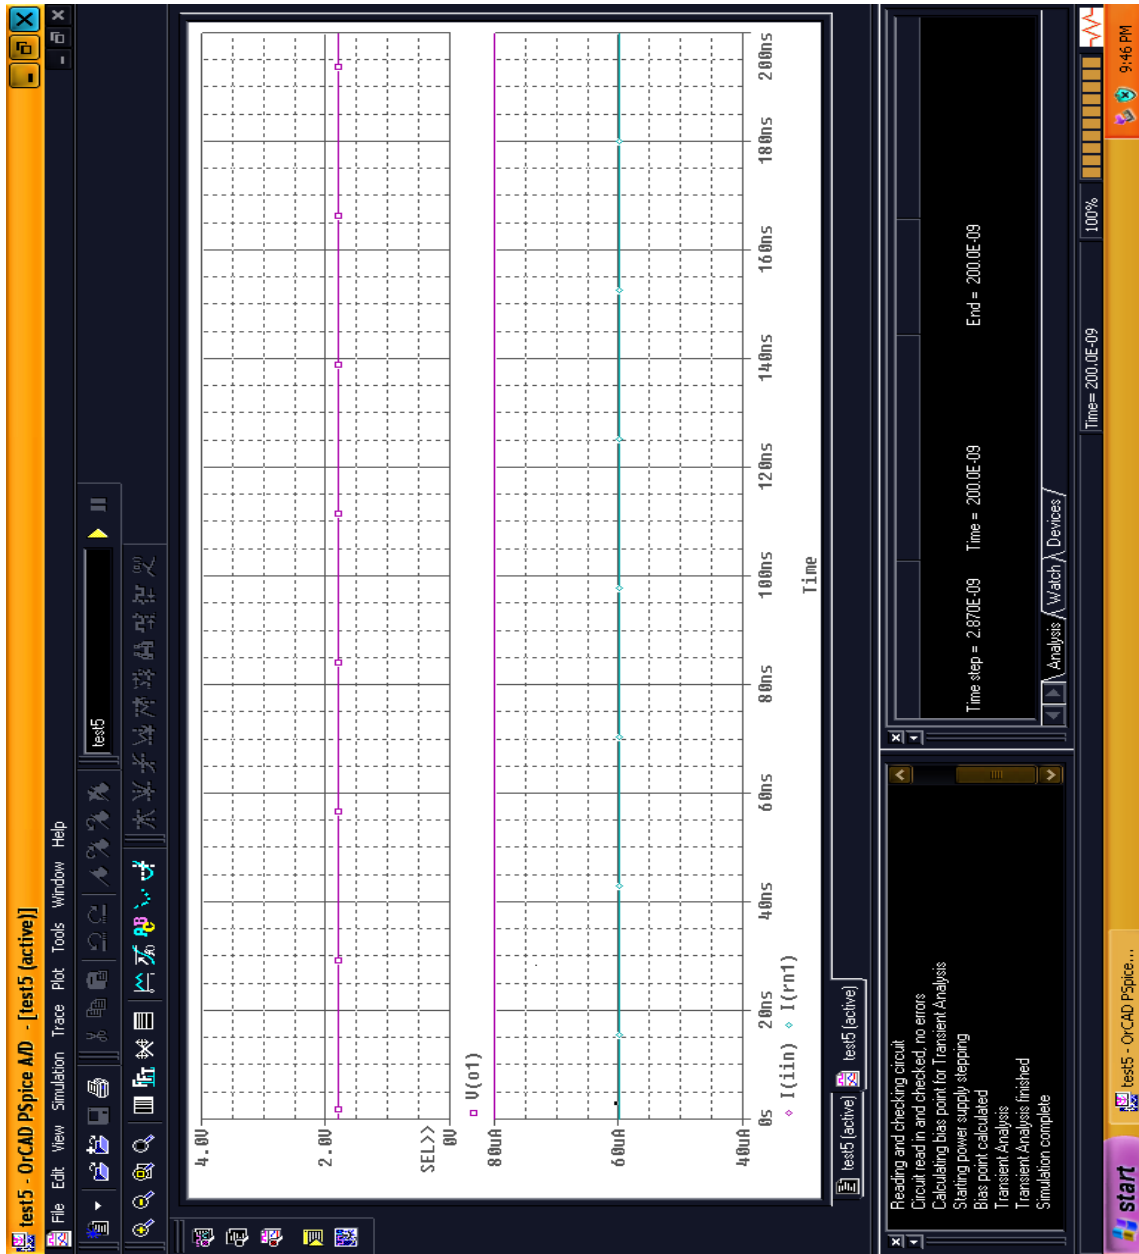 test5 - OrCAD PSpice A/D - [test5 (active)]
File Edit View Simulation Trace Plot Tools Window Help
test5
4.0V
2.0V
SEL>>
0V
V(o1)
80uA
60uA
40uA
0s 20ns 40ns 60ns 80ns 100ns 120ns 140ns 160ns 180ns 200ns
I(iin) I(rn1)
Time
test5 (active) test5 (active)
Reading and checking circuit
Circuit read in and checked, no errors
Calculating bias point for Transient Analysis
Starting power supply stepping
Bias point calculated
Transient Analysis
Transient Analysis finished
Simulation complete
Time step = 2.870E-09 Time = 200.0E-09 End = 200.0E-09
Analysis Watch Devices
Time= 200.0E-09 100%
start test5 - OrCAD PSpice... 9:46 PM